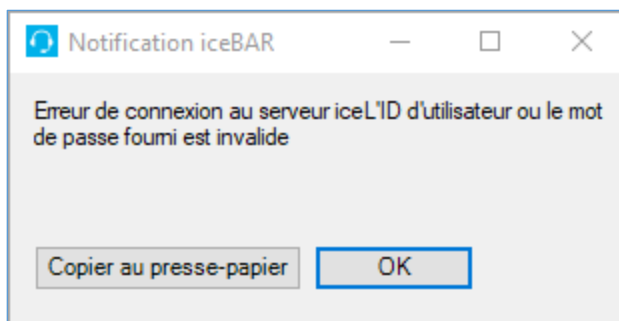 Notification iceBAR
Erreur de connexion au serveur iceL'ID d'utilisateur ou le mot
de passe fourni est invalide
Copier au presse-papier
OK